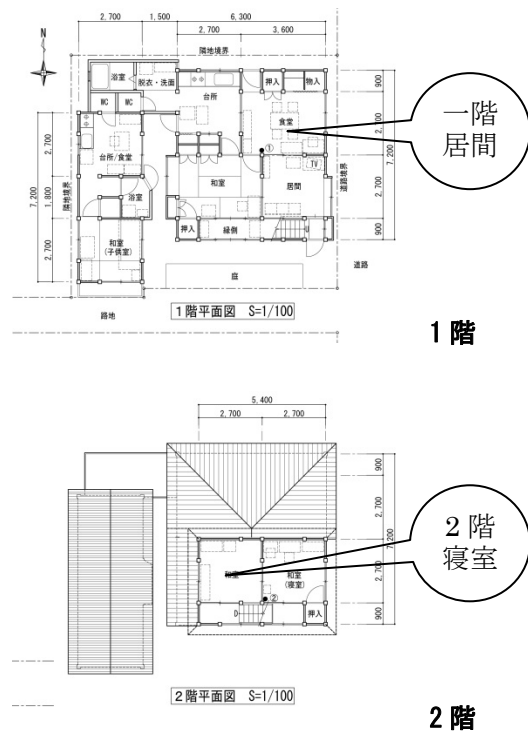 2,700
1,500
6,300
2,700
3,600
N
隣地境界
浴室
脱衣・洗面
台所
押入
物入
WC
WC
食堂
①
台所/食堂
和室
居間
TV
浴室
押入
縁側
U
和室
(子供室)
庭
路地
道路
隣地境界
道路境界
7,200
2,700
1,800
2,700
900
2,700
7,200
2,700
900
一階
居間
1階平面図 S=1/100
1階
5,400
2,700
2,700
900
2,700
7,200
2,700
900
和室
和室
(寝室)
②
D
押入
2階
寝室
2階平面図 S=1/100
2階